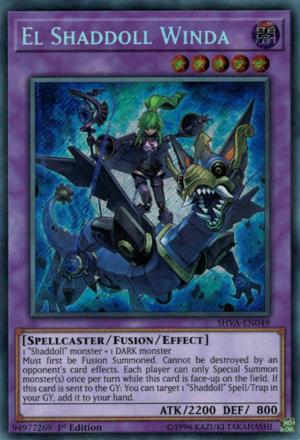 El Shaddoll Winda
SHVA-EN049
[Spellcaster/Fusion/Effect]
1 "Shaddoll" monster + 1 DARK monster
Must first be Fusion Summoned. Cannot be destroyed by an
opponent's card effects. Each player can only Special Summon
monster(s) once per turn while this card is face-up on the field. If
this card is sent to the GY: You can target 1 "Shaddoll" Spell/Trap in
your GY; add it to your hand.
ATK/2200 DEF/ 800
94977269 1st Edition ©1996 KAZUKI TAKAHASHI